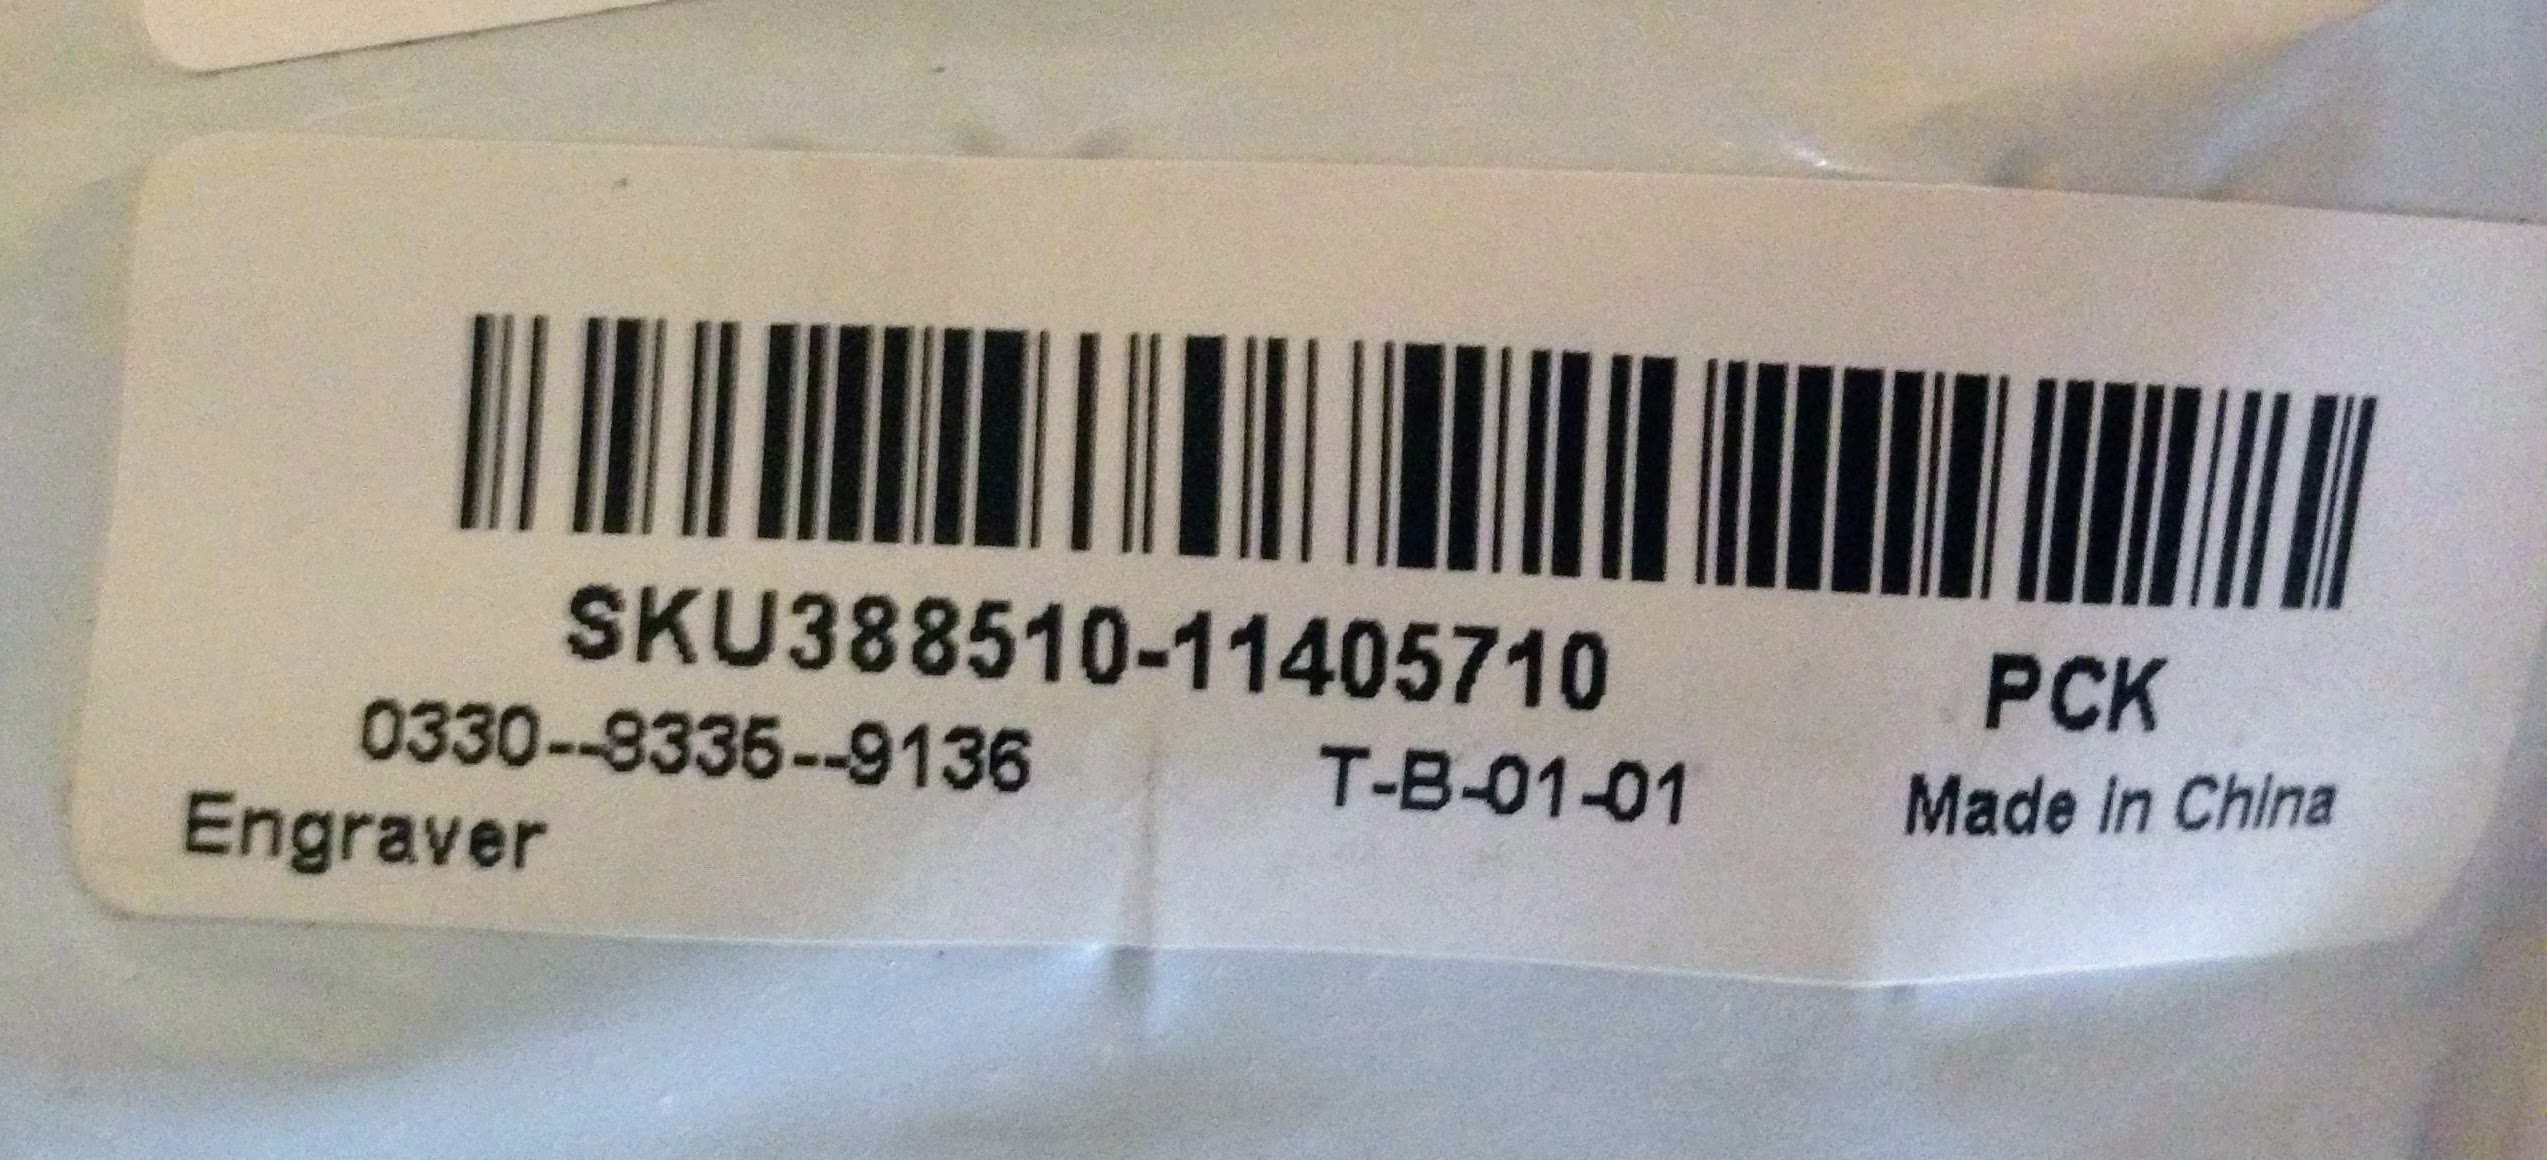 SKU388510-11405710 PCK
0330--8335--9136 T-B-01-01 Made in China
Engraver